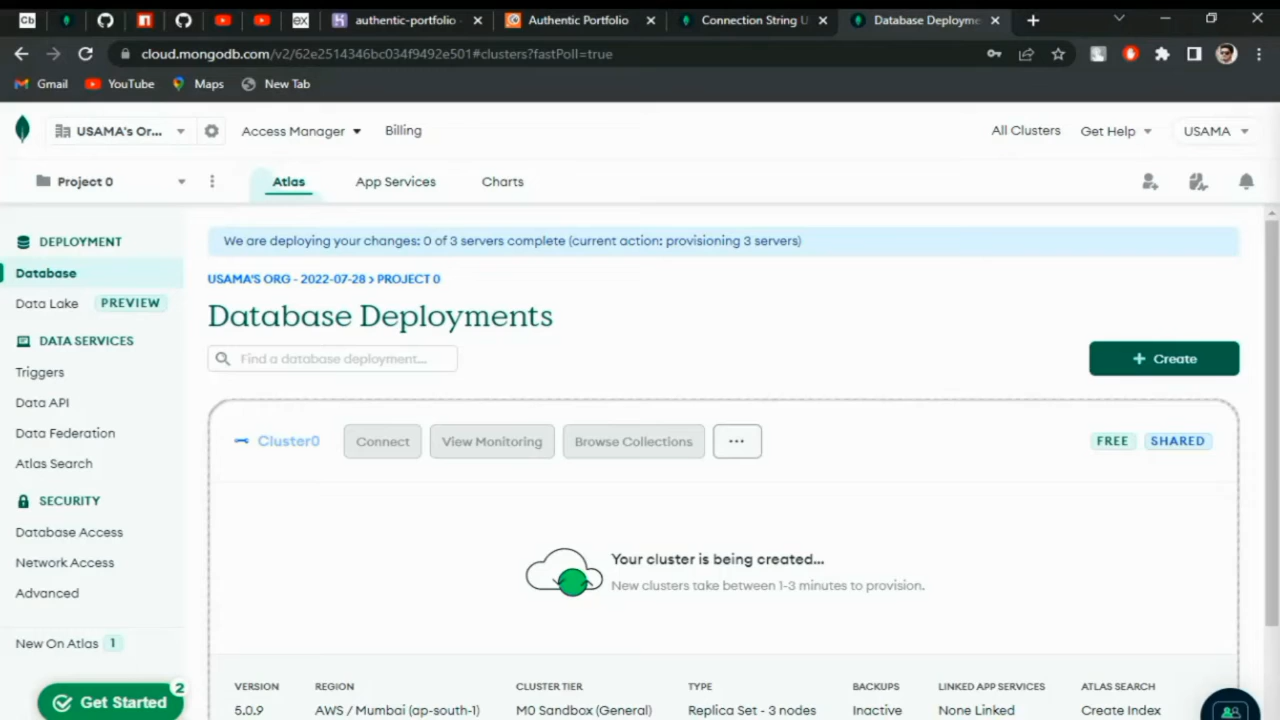 Cb
ex
authentic-portfolio
Authentic Portfolio
Connection String U
Database Deployme
cloud.mongodb.com/v2/62e2514346bc034f9492e501#clusters?fastPoll=true
Gmail
YouTube
Maps
New Tab
USAMA's Or...
Access Manager
Billing
All Clusters
Get Help
USAMA
Project 0
Atlas
App Services
Charts
DEPLOYMENT
Database
Data Lake PREVIEW
DATA SERVICES
Triggers
Data API
Data Federation
Atlas Search
SECURITY
Database Access
Network Access
Advanced
New On Atlas 1
Get Started 2
We are deploying your changes: 0 of 3 servers complete (current action: provisioning 3 servers)
USAMA'S ORG - 2022-07-28 > PROJECT 0
Database Deployments
Find a database deployment...
+ Create
Cluster0
Connect
View Monitoring
Browse Collections
...
FREE
SHARED
Your cluster is being created...
New clusters take between 1-3 minutes to provision.
VERSION REGION CLUSTER TIER TYPE BACKUPS LINKED APP SERVICES ATLAS SEARCH
5.0.9 AWS / Mumbai (ap-south-1) M0 Sandbox (General) Replica Set - 3 nodes Inactive None Linked Create Index